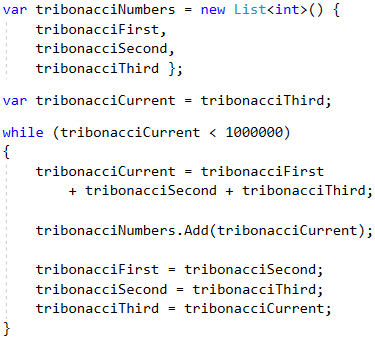 var tribonacciNumbers = new List<int>() {
    tribonacciFirst,
    tribonacciSecond,
    tribonacciThird };
var tribonacciCurrent = tribonacciThird;
while (tribonacciCurrent < 1000000)
{
    tribonacciCurrent = tribonacciFirst
        + tribonacciSecond + tribonacciThird;
    tribonacciNumbers.Add(tribonacciCurrent);
    tribonacciFirst = tribonacciSecond;
    tribonacciSecond = tribonacciThird;
    tribonacciThird = tribonacciCurrent;
}